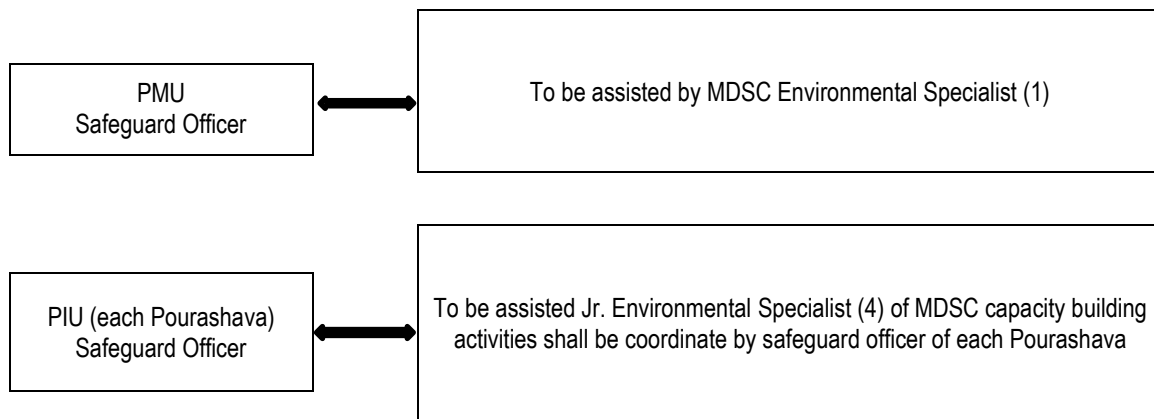 PMU
Safeguard Officer
To be assisted by MDSC Environmental Specialist (1)
PIU (each Pourashava)
Safeguard Officer
To be assisted Jr. Environmental Specialist (4) of MDSC capacity building
activities shall be coordinate by safeguard officer of each Pourashava